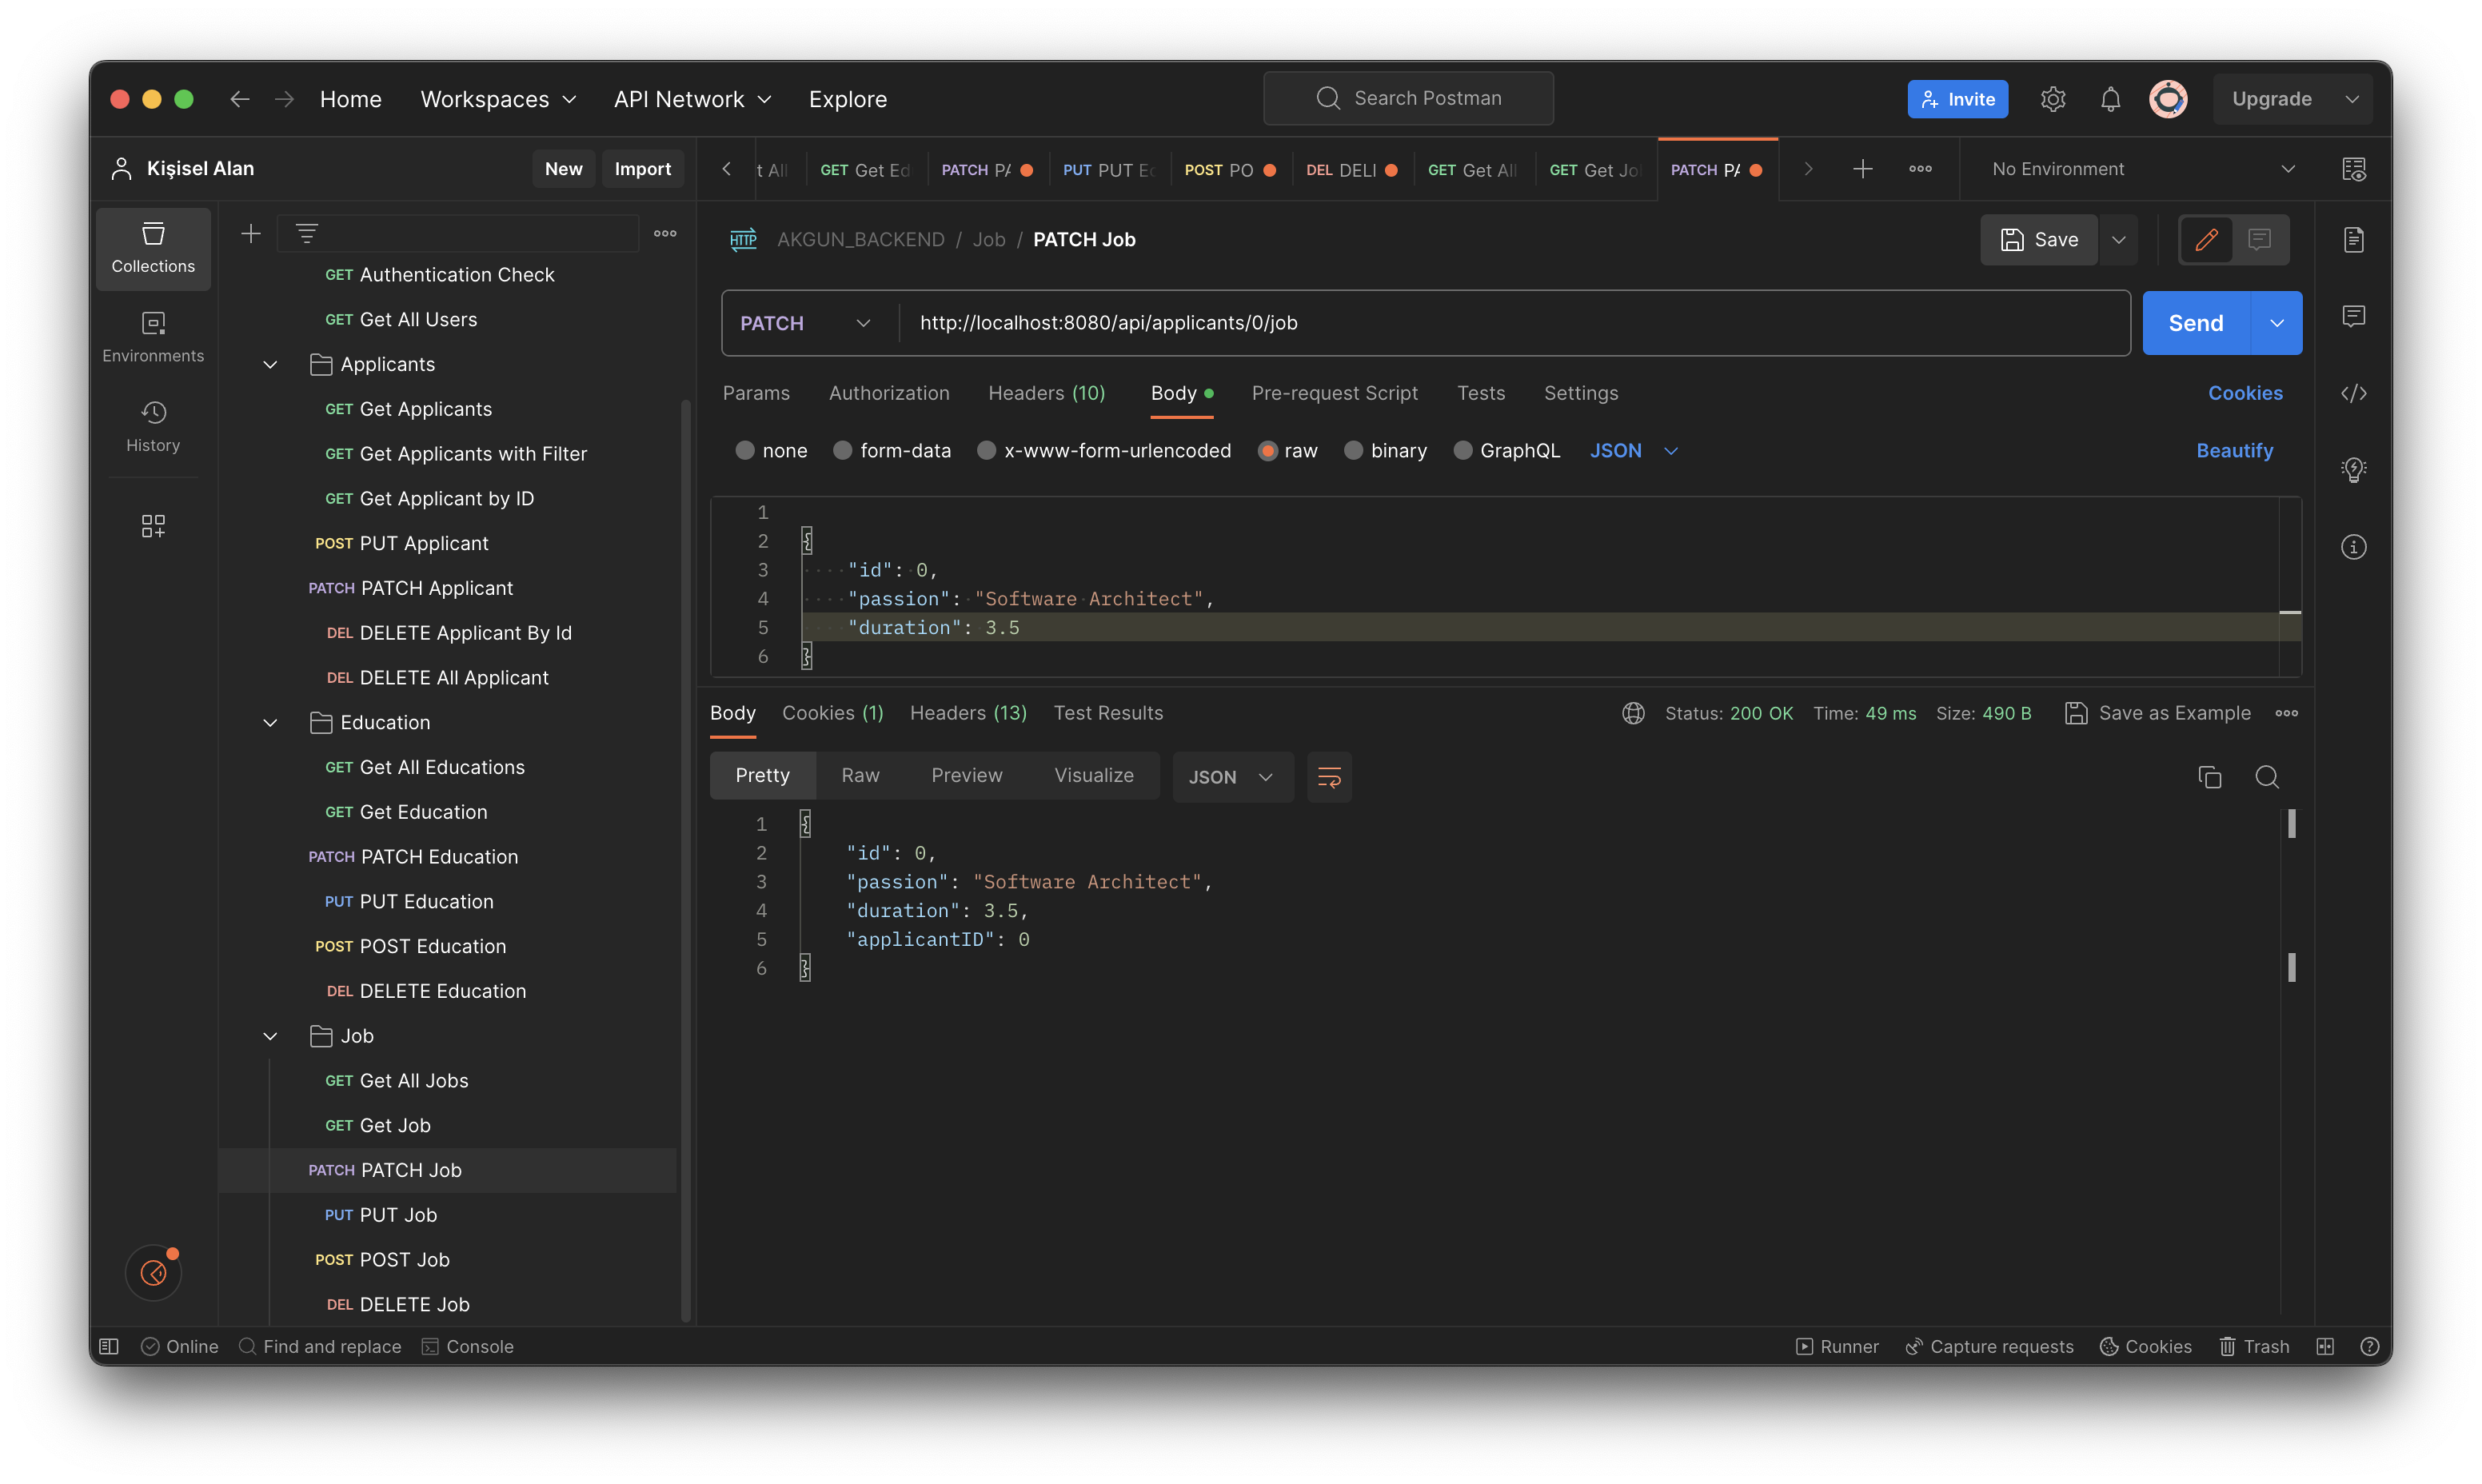 Home Workspaces API Network Explore Search Postman Invite Upgrade
Kişisel Alan New Import
t All GET Get Ed PATCH PA PUT PUT Ed POST PO DEL DELI GET Get All GET Get Jo PATCH PA No Environment
Collections
Environments
History
GET Authentication Check
GET Get All Users
Applicants
GET Get Applicants
GET Get Applicants with Filter
GET Get Applicant by ID
POST PUT Applicant
PATCH PATCH Applicant
DEL DELETE Applicant By Id
DEL DELETE All Applicant
Education
GET Get All Educations
GET Get Education
PATCH PATCH Education
PUT PUT Education
POST POST Education
DEL DELETE Education
Job
GET Get All Jobs
GET Get Job
PATCH PATCH Job
PUT PUT Job
POST POST Job
DEL DELETE Job
HTTP AKGUN_BACKEND / Job / PATCH Job Save
PATCH http://localhost:8080/api/applicants/0/job Send
Params Authorization Headers (10) Body Pre-request Script Tests Settings Cookies
none form-data x-www-form-urlencoded raw binary GraphQL JSON Beautify
1
2 {
3 "id": 0,
4 "passion": "Software Architect",
5 "duration": 3.5
6 }
Body Cookies (1) Headers (13) Test Results Status: 200 OK Time: 49 ms Size: 490 B Save as Example
Pretty Raw Preview Visualize JSON
1 {
2 "id": 0,
3 "passion": "Software Architect",
4 "duration": 3.5,
5 "applicantID": 0
6 }
Online Find and replace Console Runner Capture requests Cookies Trash